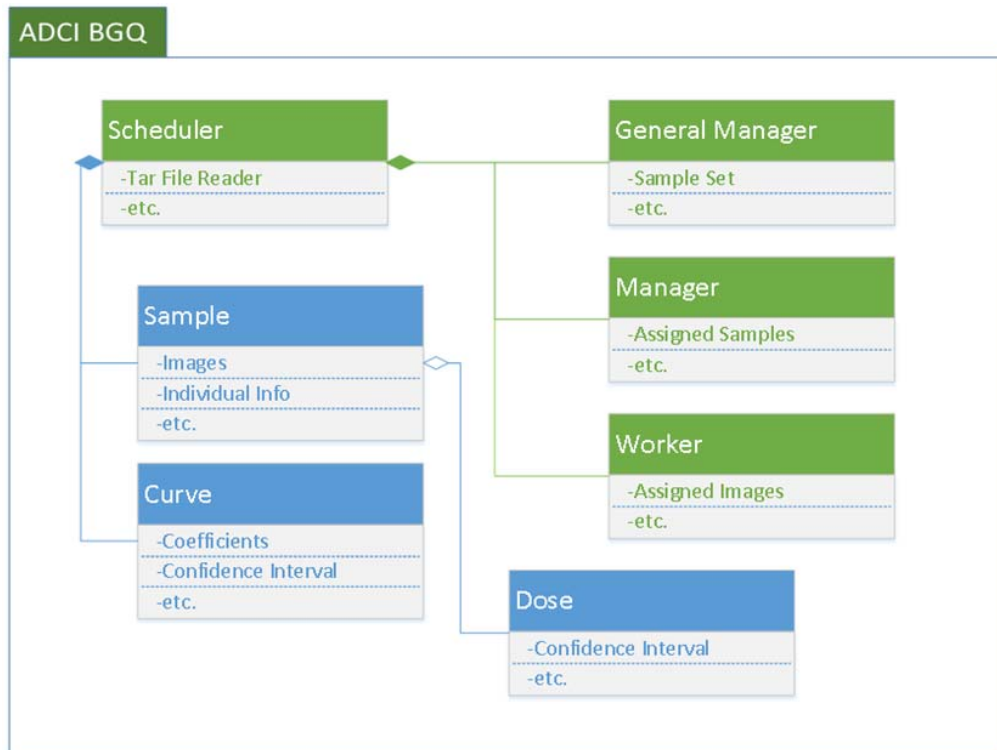 ADCI BGQ
Scheduler
-Tar File Reader
-etc.
General Manager
-Sample Set
-etc.
Sample
-Images
-Individual Info
-etc.
Manager
-Assigned Samples
-etc.
Curve
-Coefficients
-Confidence Interval
-etc.
Worker
-Assigned Images
-etc.
Dose
-Confidence Interval
-etc.